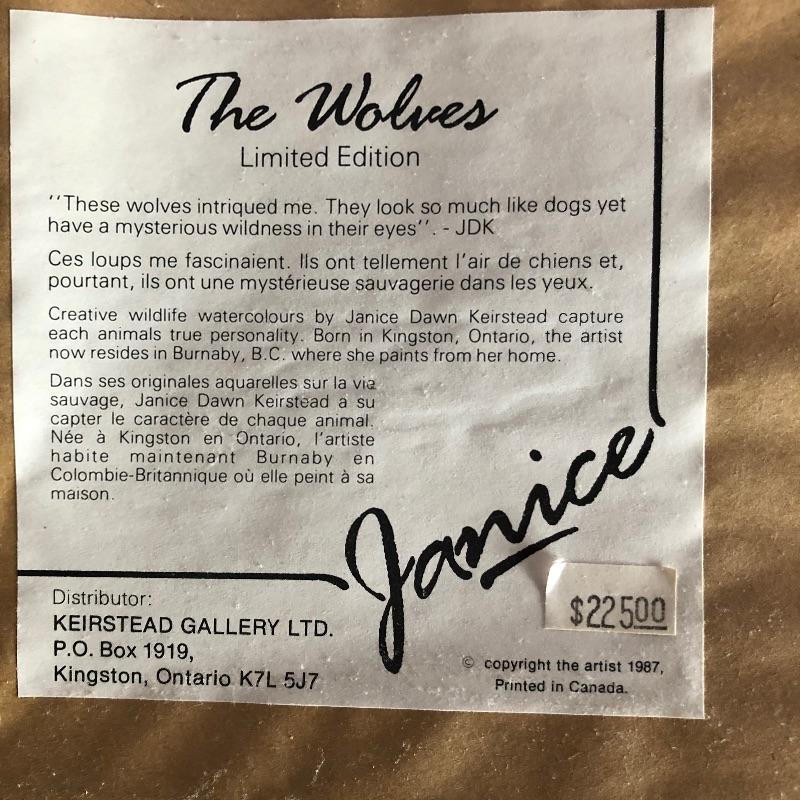 The Wolves
Limited Edition
‘‘These wolves intriqued me. They look so much like dogs yet
have a mysterious wildness in their eyes’’. - JDK
Ces loups me fascinaient. Ils ont tellement l’air de chiens et,
pourtant, ils ont une mystérieuse sauvagerie dans les yeux.
Creative wildlife watercolours by Janice Dawn Keirstead capture
each animals true personality. Born in Kingston, Ontario, the artist
now resides in Burnaby, B.C. where she paints from her home.
Dans ses originales aquarelles sur la vie
sauvage, Janice Dawn Keirstead a su
capter le caractère de chaque animal.
Née à Kingston en Ontario, l’artiste
habite maintenant Burnaby en
Colombie-Britannique où elle peint à sa
maison.
Janice
Distributor:
KEIRSTEAD GALLERY LTD.
P.O. Box 1919,
Kingston, Ontario K7L 5J7
$22500
© copyright the artist 1987,
Printed in Canada.